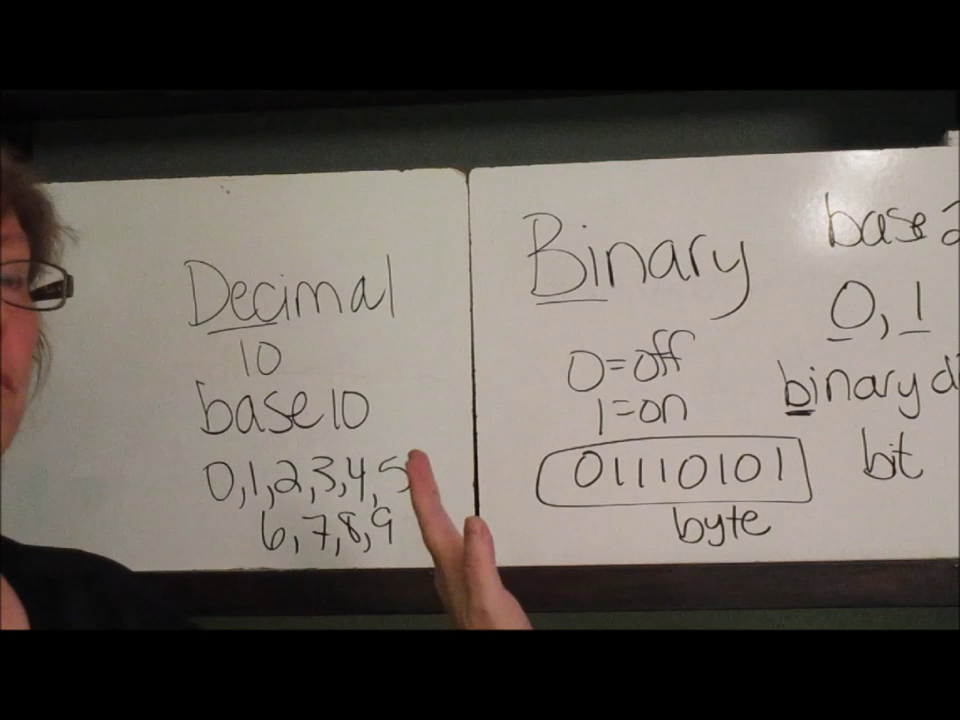 Decimal
10
base 10
0,1,2,3,4,5
6,7,8,9
Binary
0=off
1=on
01110101
byte
base 2
0,1
binary
bit